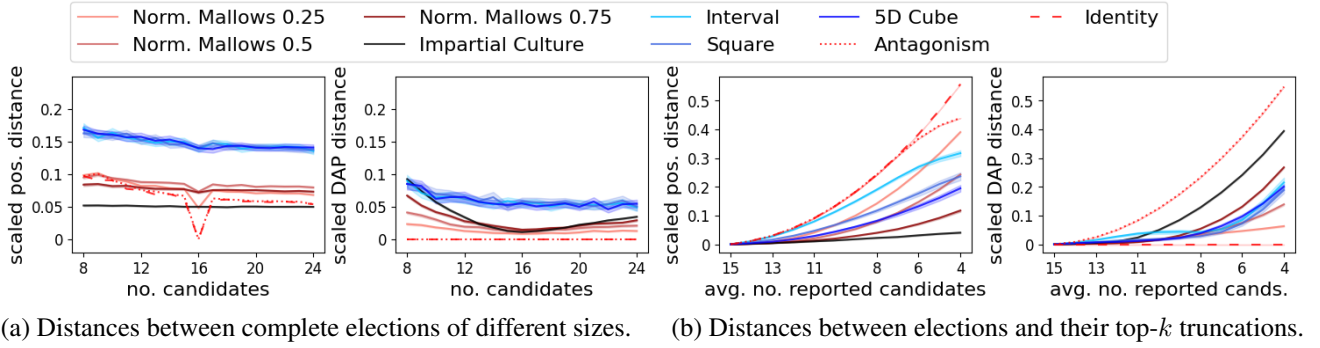 Norm. Mallows 0.25 Norm. Mallows 0.75 Interval 5D Cube Identity
Norm. Mallows 0.5 Impartial Culture Square Antagonism
scaled pos. distance
0.2
0.15
0.1
0.05
0
8 12 16 20 24
no. candidates
scaled DAP distance
0.2
0.15
0.1
0.05
0
8 12 16 20 24
no. candidates
scaled pos. distance
0.5
0.4
0.3
0.2
0.1
0
15 13 11 8 6 4
avg. no. reported candidates
scaled DAP distance
0.5
0.4
0.3
0.2
0.1
0
15 13 11 8 6 4
avg. no. reported cands.
(a) Distances between complete elections of different sizes.
(b) Distances between elections and their top-k truncations.